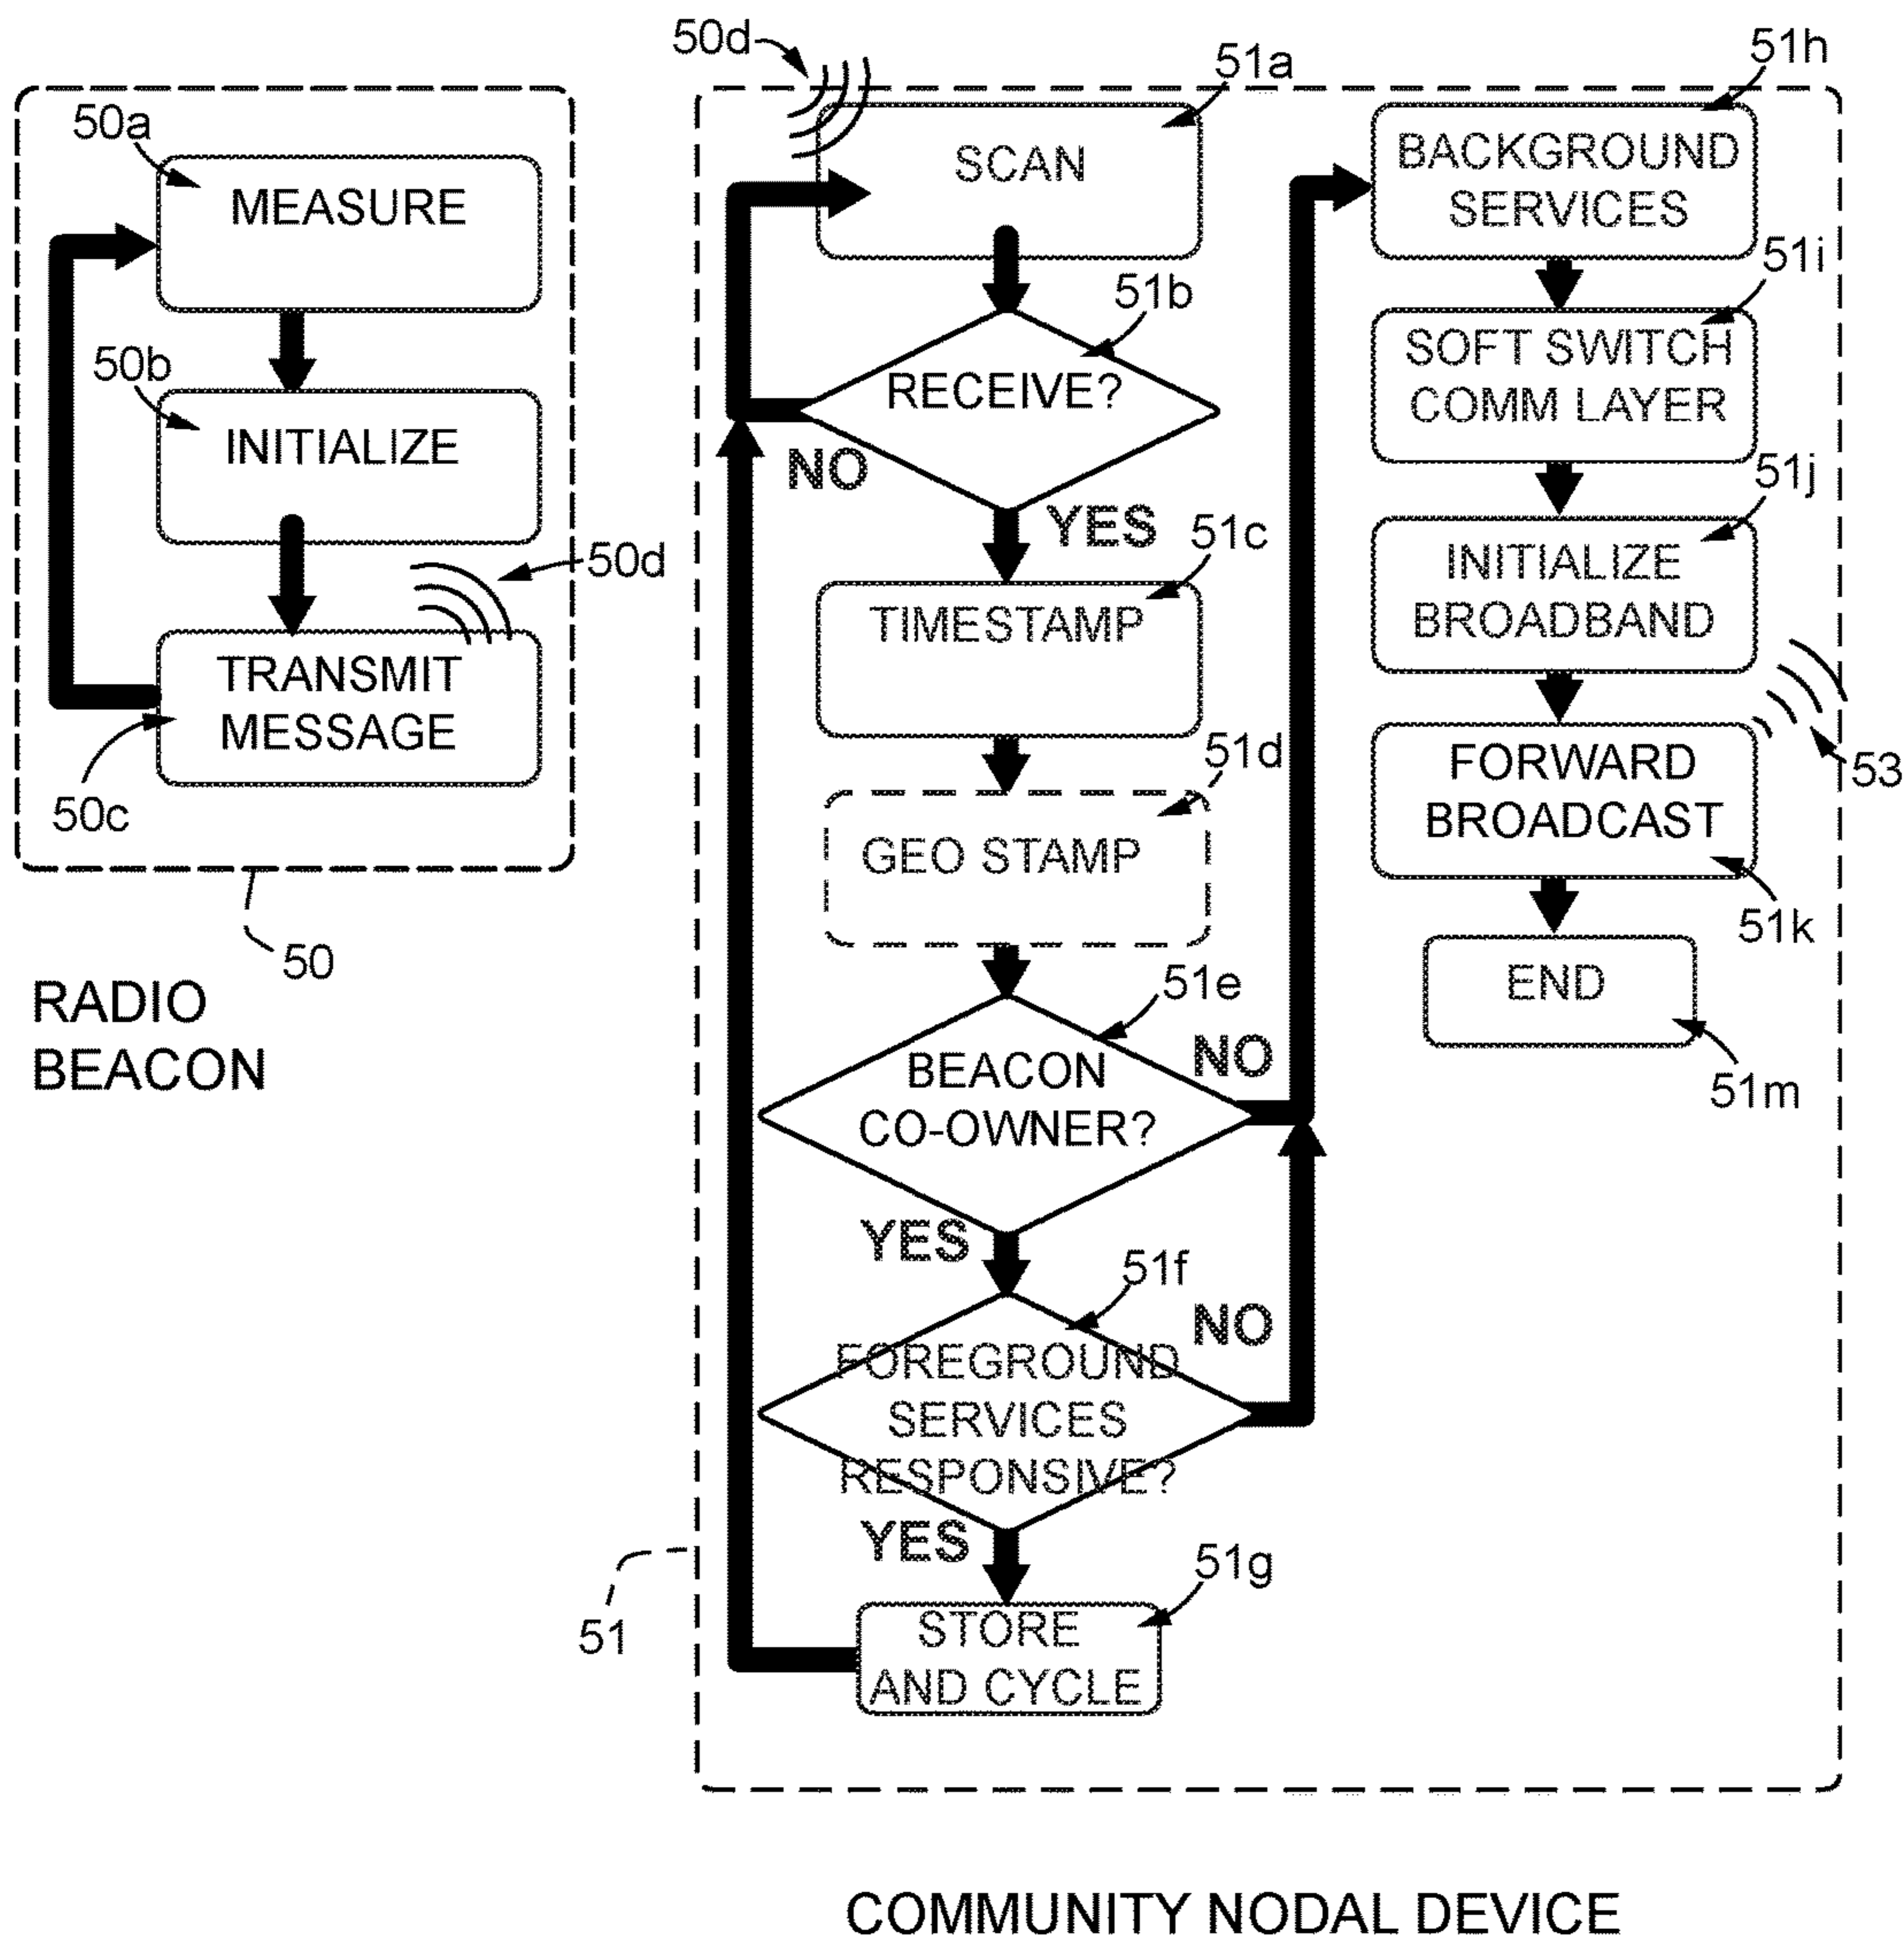 50a
MEASURE
50b
INITIALIZE
50d
TRANSMIT
MESSAGE
50c
50
RADIO
BEACON
50d
51a
SCAN
51b
RECEIVE?
NO
YES
51c
TIMESTAMP
51d
GEO STAMP
51e
BEACON
CO-OWNER?
NO
YES
51f
FOREGROUND
SERVICES
RESPONSIVE?
NO
YES
51g
STORE
AND CYCLE
51
51h
BACKGROUND
SERVICES
51i
SOFT SWITCH
COMM LAYER
51j
INITIALIZE
BROADBAND
53
FORWARD
BROADCAST
51k
END
51m
COMMUNITY NODAL DEVICE